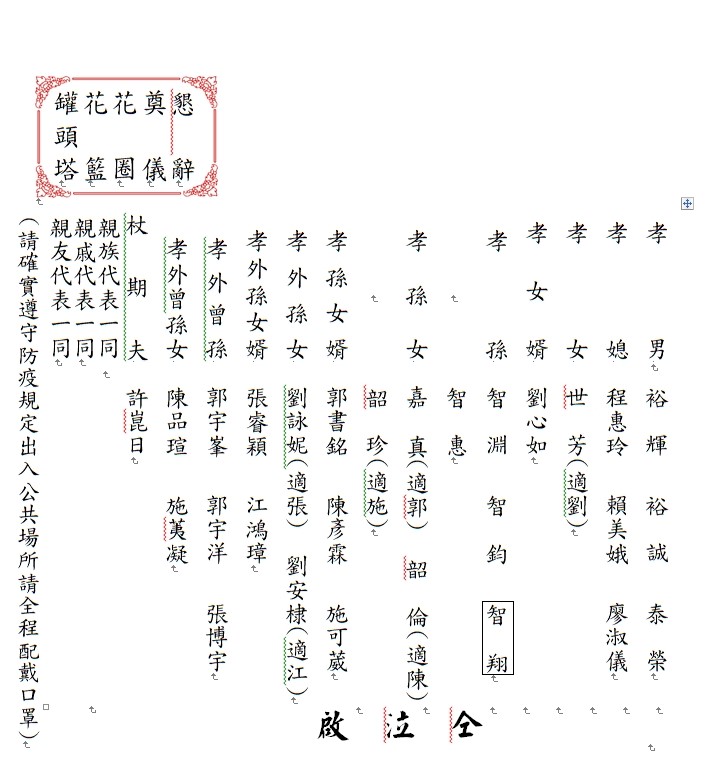 孝男 裕輝 裕誠 泰榮
孝媳 程惠玲 賴美娥 廖淑儀
孝女 世芳(適劉)
孝女婿 劉心如
孝孫 智淵 智鈞 智翔
智惠
孝孫女 嘉真(適郭) 韶倫(適陳)
韶珍(適施)
孝孫女婿 郭書銘 陳彥霖 施可葳
孝外孫女 劉詠妮(適張) 劉安棣(適江)
孝外孫女婿 張睿穎 江鴻璋
孝外曾孫 郭宇峯 郭宇洋 張博宇
孝外曾孫女 陳品瑄 施荑凝
杖期夫 許崑日
親族代表一同
親戚代表一同
親友代表一同
仝泣啟
懇辭
奠儀
花圈
花籃
罐頭塔
(請確實遵守防疫規定出入公共場所請全程配戴口罩)